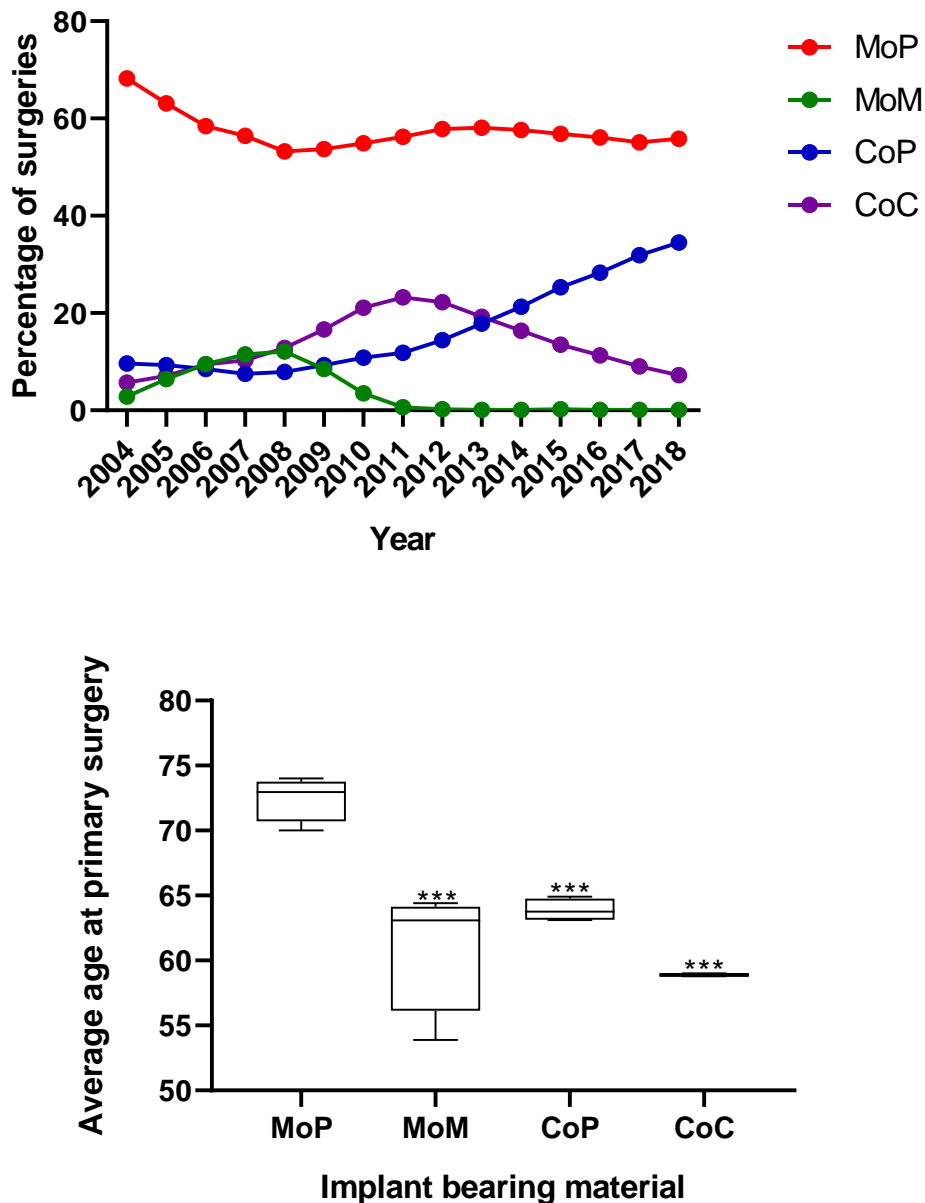 Percentage of surgeries
80
60
40
20
0
2004
2005
2006
2007
2008
2009
2010
2011
2012
2013
2014
2015
2016
2017
2018
Year
MoP
MoM
CoP
CoC
Average age at primary surgery
80
75
70
65
60
55
50
***
***
***
MoP
MoM
CoP
CoC
Implant bearing material